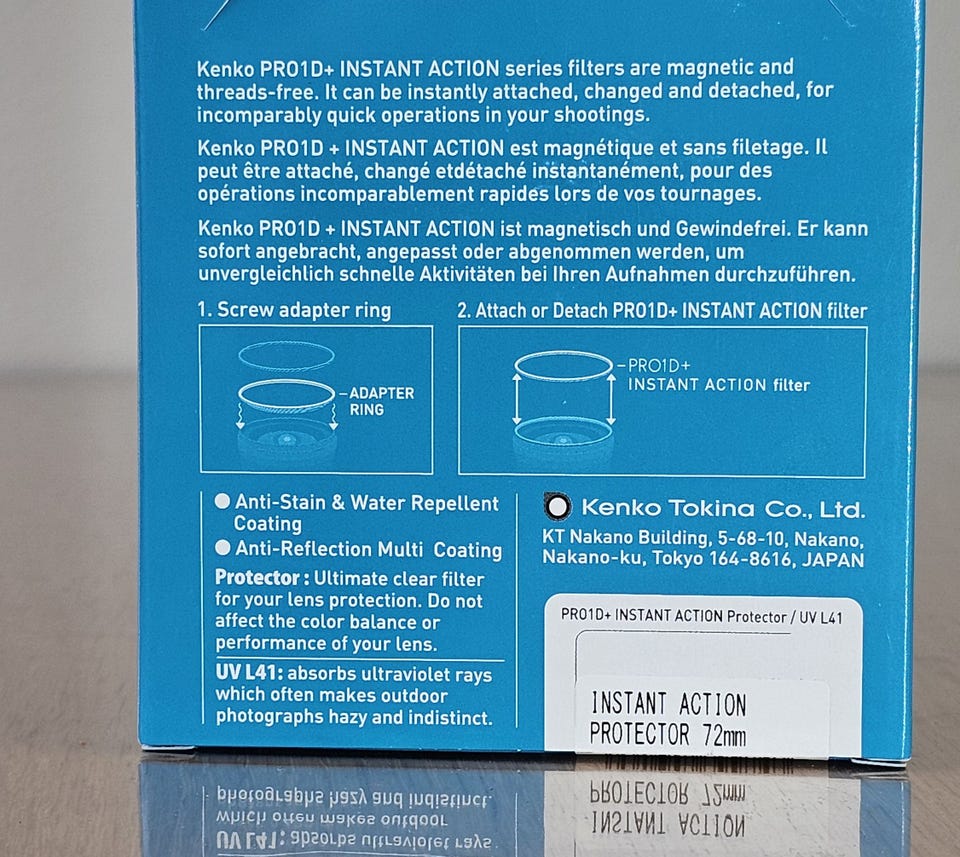 Kenko PRO1D+ INSTANT ACTION series filters are magnetic and
threads-free. It can be instantly attached, changed and detached, for
incomparably quick operations in your shootings.
Kenko PRO1D + INSTANT ACTION est magnétique et sans filetage. Il
peut être attaché, changé etdétaché instantanément, pour des
opérations incomparablement rapides lors de vos tournages.
Kenko PRO1D + INSTANT ACTION ist magnetisch und Gewindefrei. Er kann
sofort angebracht, angepasst oder abgenommen werden, um
unvergleichlich schnelle Aktivitäten bei Ihren Aufnahmen durchzuführen.
1. Screw adapter ring
ADAPTER
RING
2. Attach or Detach PRO1D+ INSTANT ACTION filter
PRO1D+
INSTANT ACTION filter
● Anti-Stain & Water Repellent
Coating
● Anti-Reflection Multi Coating
Protector : Ultimate clear filter
for your lens protection. Do not
affect the color balance or
performance of your lens.
UV L41: absorbs ultraviolet rays
which often makes outdoor
photographs hazy and indistinct.
Kenko Tokina Co., Ltd.
KT Nakano Building, 5-68-10, Nakano,
Nakano-ku, Tokyo 164-8616, JAPAN
PRO1D+ INSTANT ACTION Protector / UV L41
INSTANT ACTION
PROTECTOR 72mm